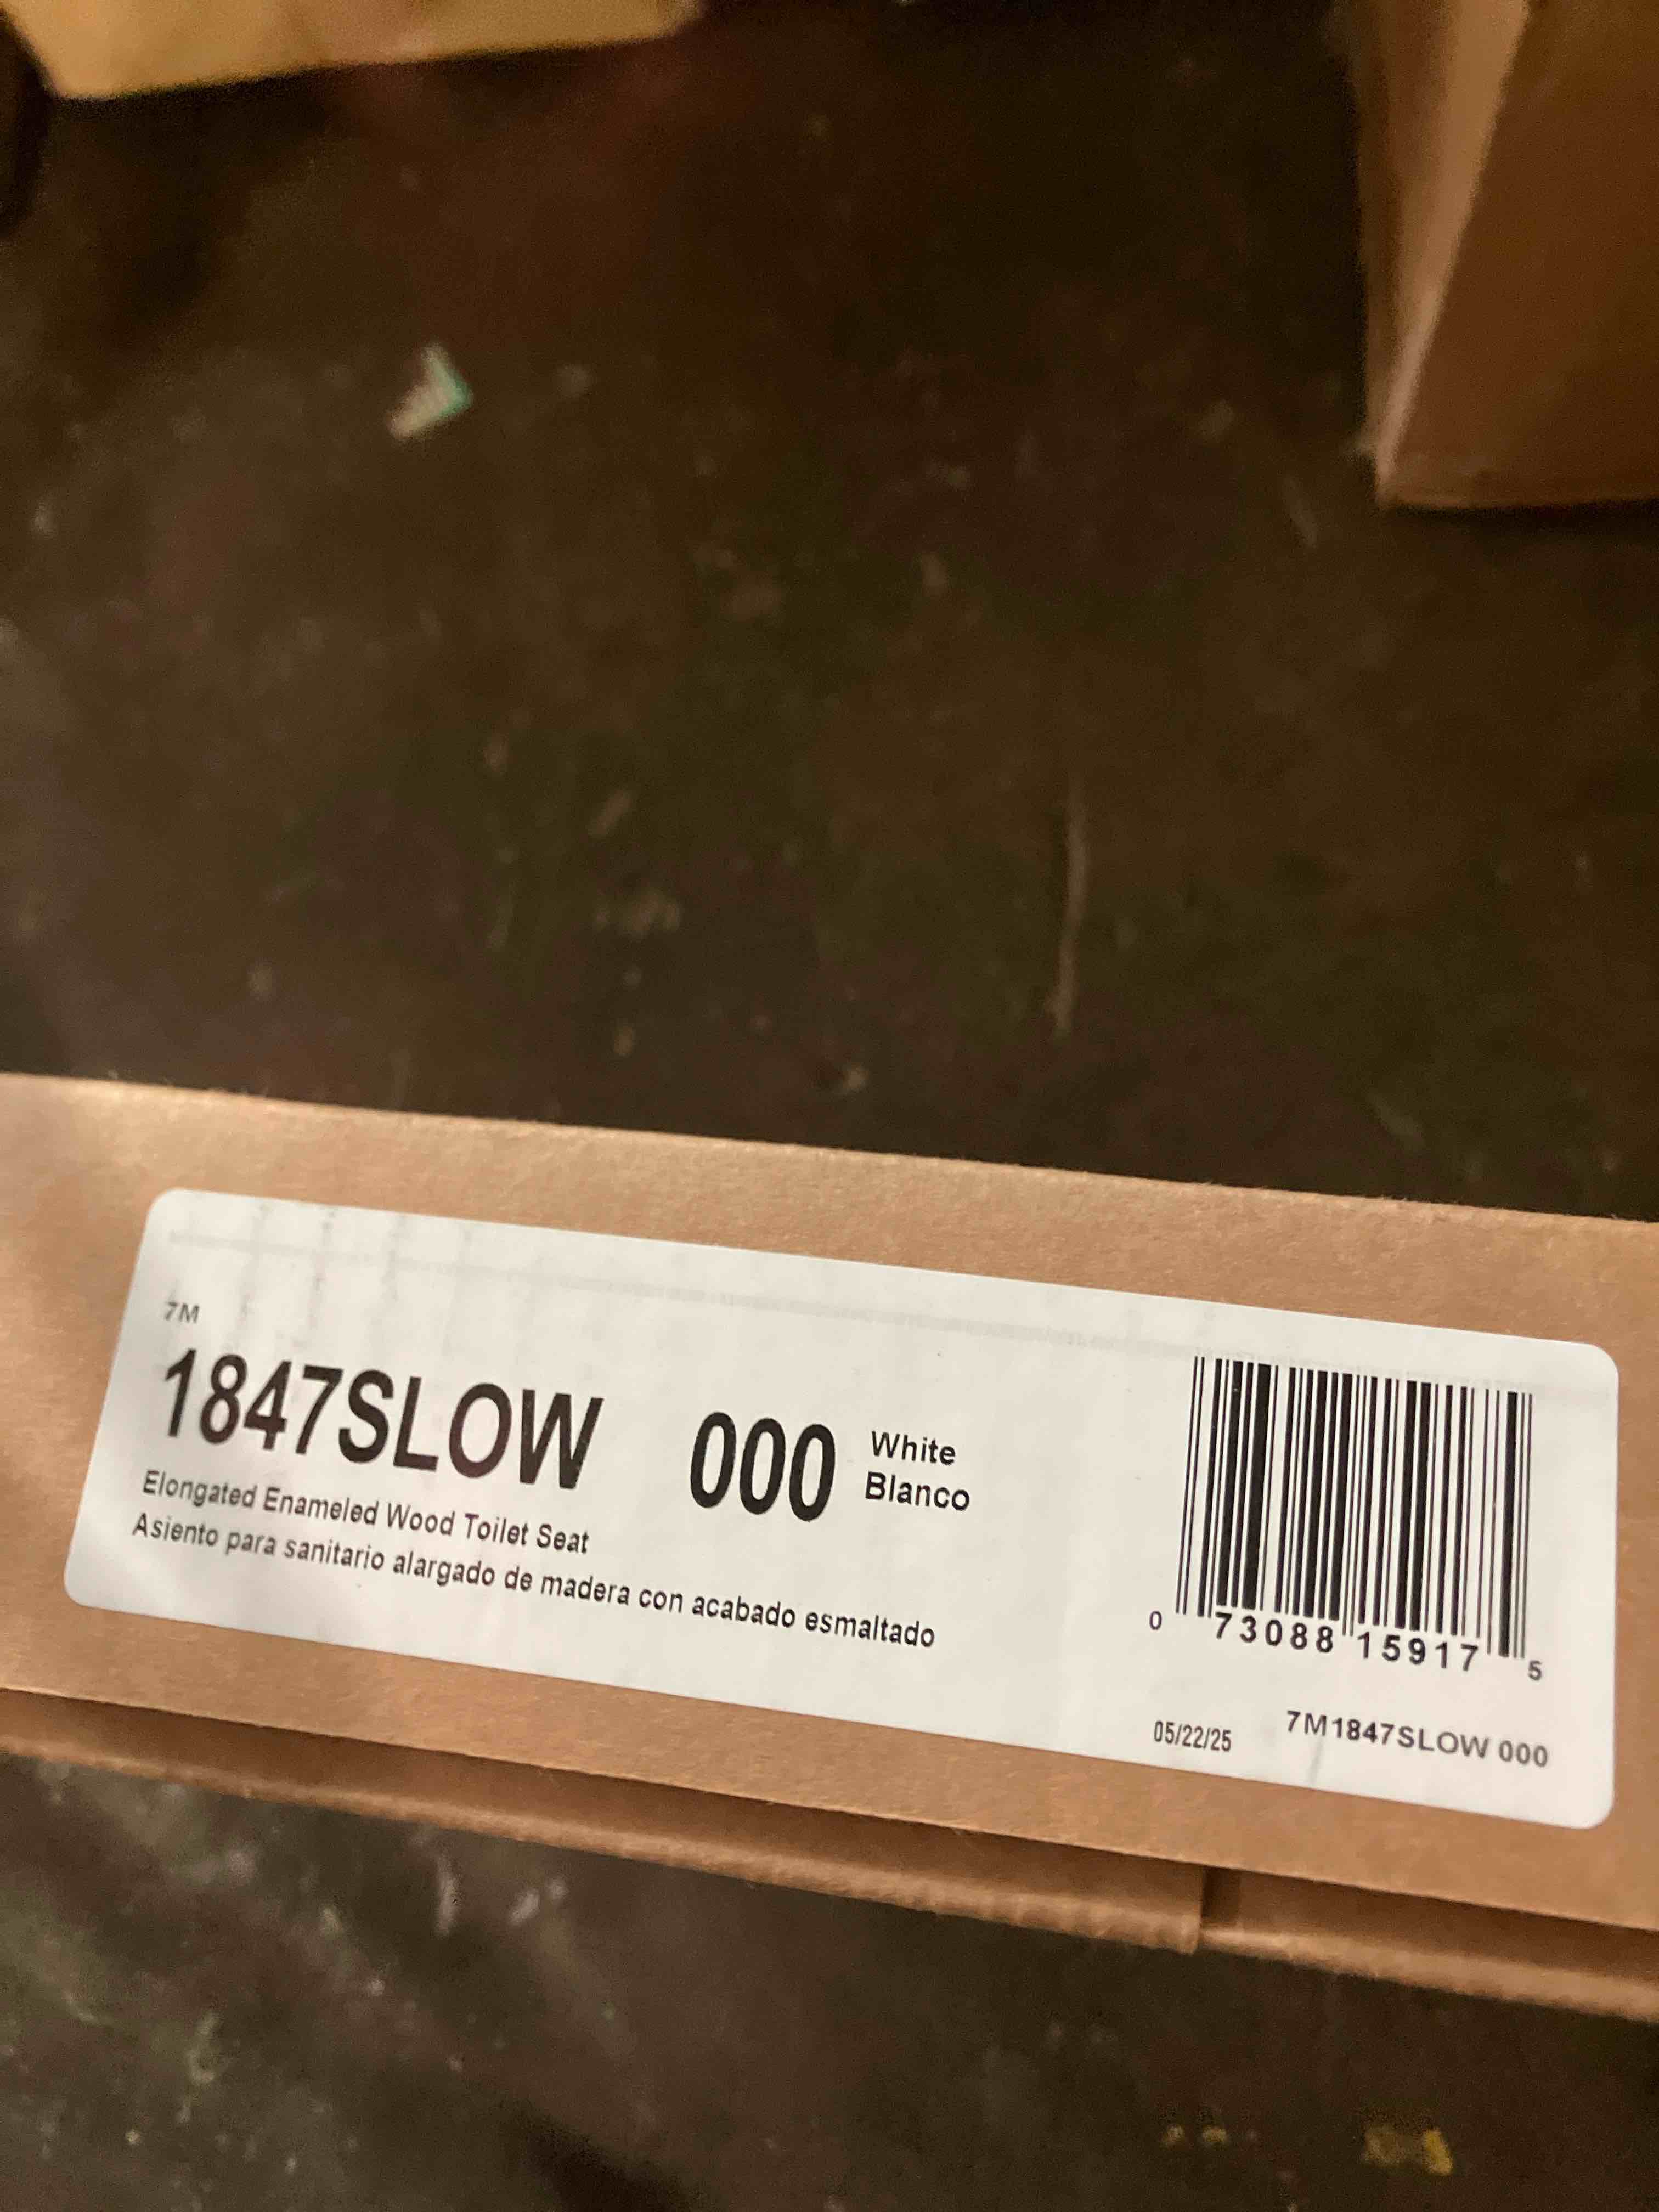 7M
1847SLOW 000 White
Blanco
Elongated Enameled Wood Toilet Seat
Asiento para sanitario alargado de madera con acabado esmaltado
0 73088 15917 5
05/22/25 7M1847SLOW 000